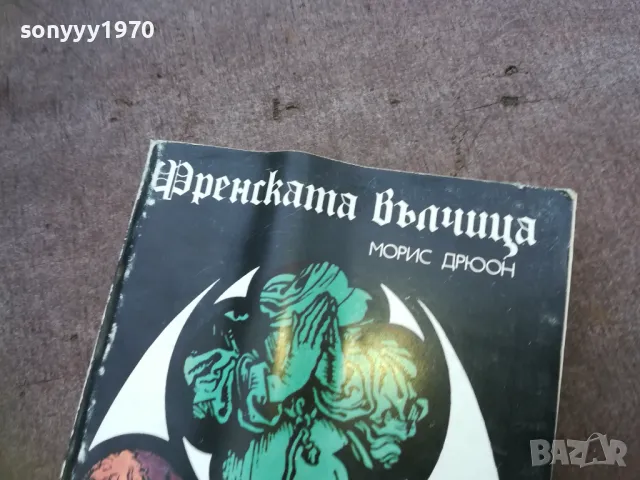 sonyyy1970
Френската вълчица
МОРИС ДРЮОН
BAZAR